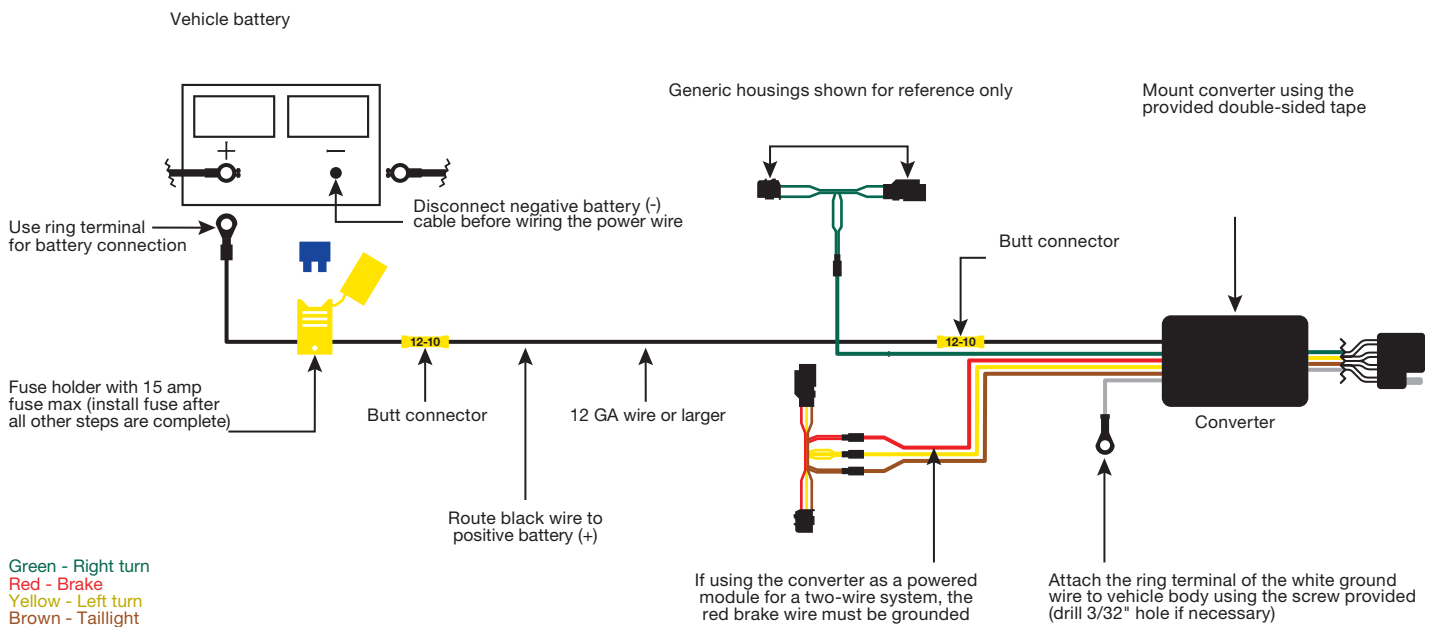 Vehicle battery
Generic housings shown for reference only
Mount converter using the
provided double-sided tape
+
−
Disconnect negative battery (-)
cable before wiring the power wire
Use ring terminal
for battery connection
Butt connector
12-10
12-10
Fuse holder with 15 amp
fuse max (install fuse after
all other steps are complete)
Butt connector
12 GA wire or larger
Converter
Route black wire to
positive battery (+)
Green - Right turn
Red - Brake
Yellow - Left turn
Brown - Taillight
If using the converter as a powered
module for a two-wire system, the
red brake wire must be grounded
Attach the ring terminal of the white ground
wire to vehicle body using the screw provided
(drill 3/32" hole if necessary)